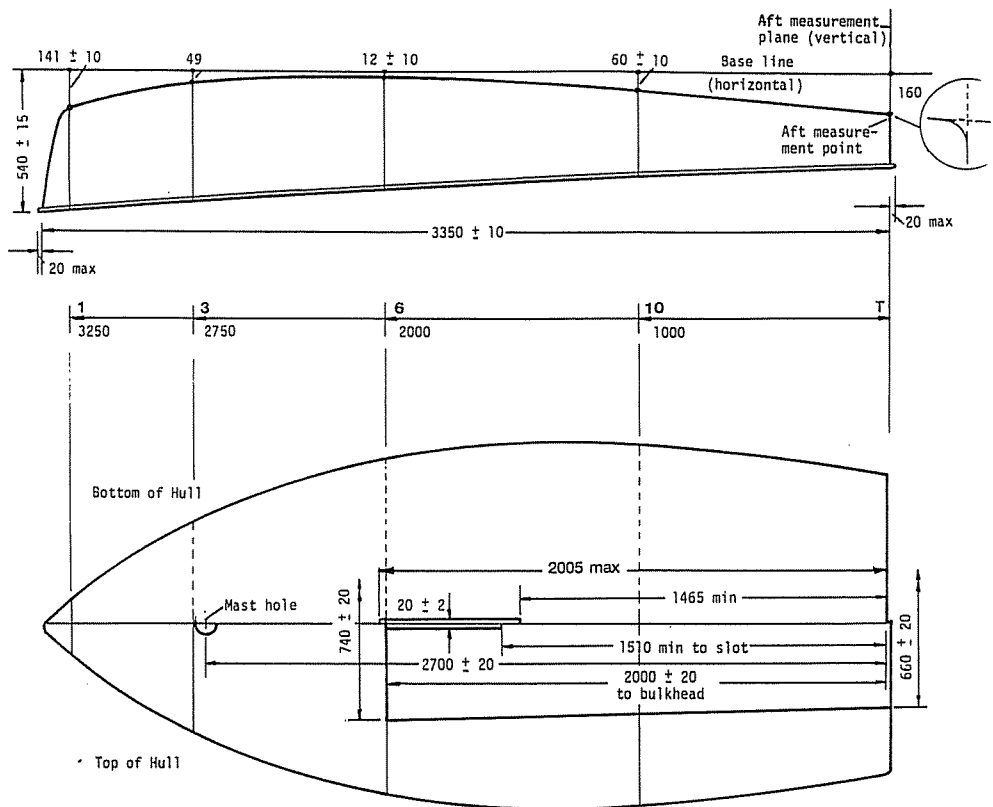 Aft measurement
plane (vertical)
141 ± 10
49
12 ± 10
60 ± 10
Base line
(horizontal)
160
540 ± 15
Aft measure-
ment point
3350 ± 10
20 max
20 max
1
3
6
10
T
3250
2750
2000
1000
Bottom of Hull
2005 max
1465 min
Mast hole
20 ± 2
740 ± 20
660 ± 20
1510 min to slot
2700 ± 20
2000 ± 20
to bulkhead
Top of Hull